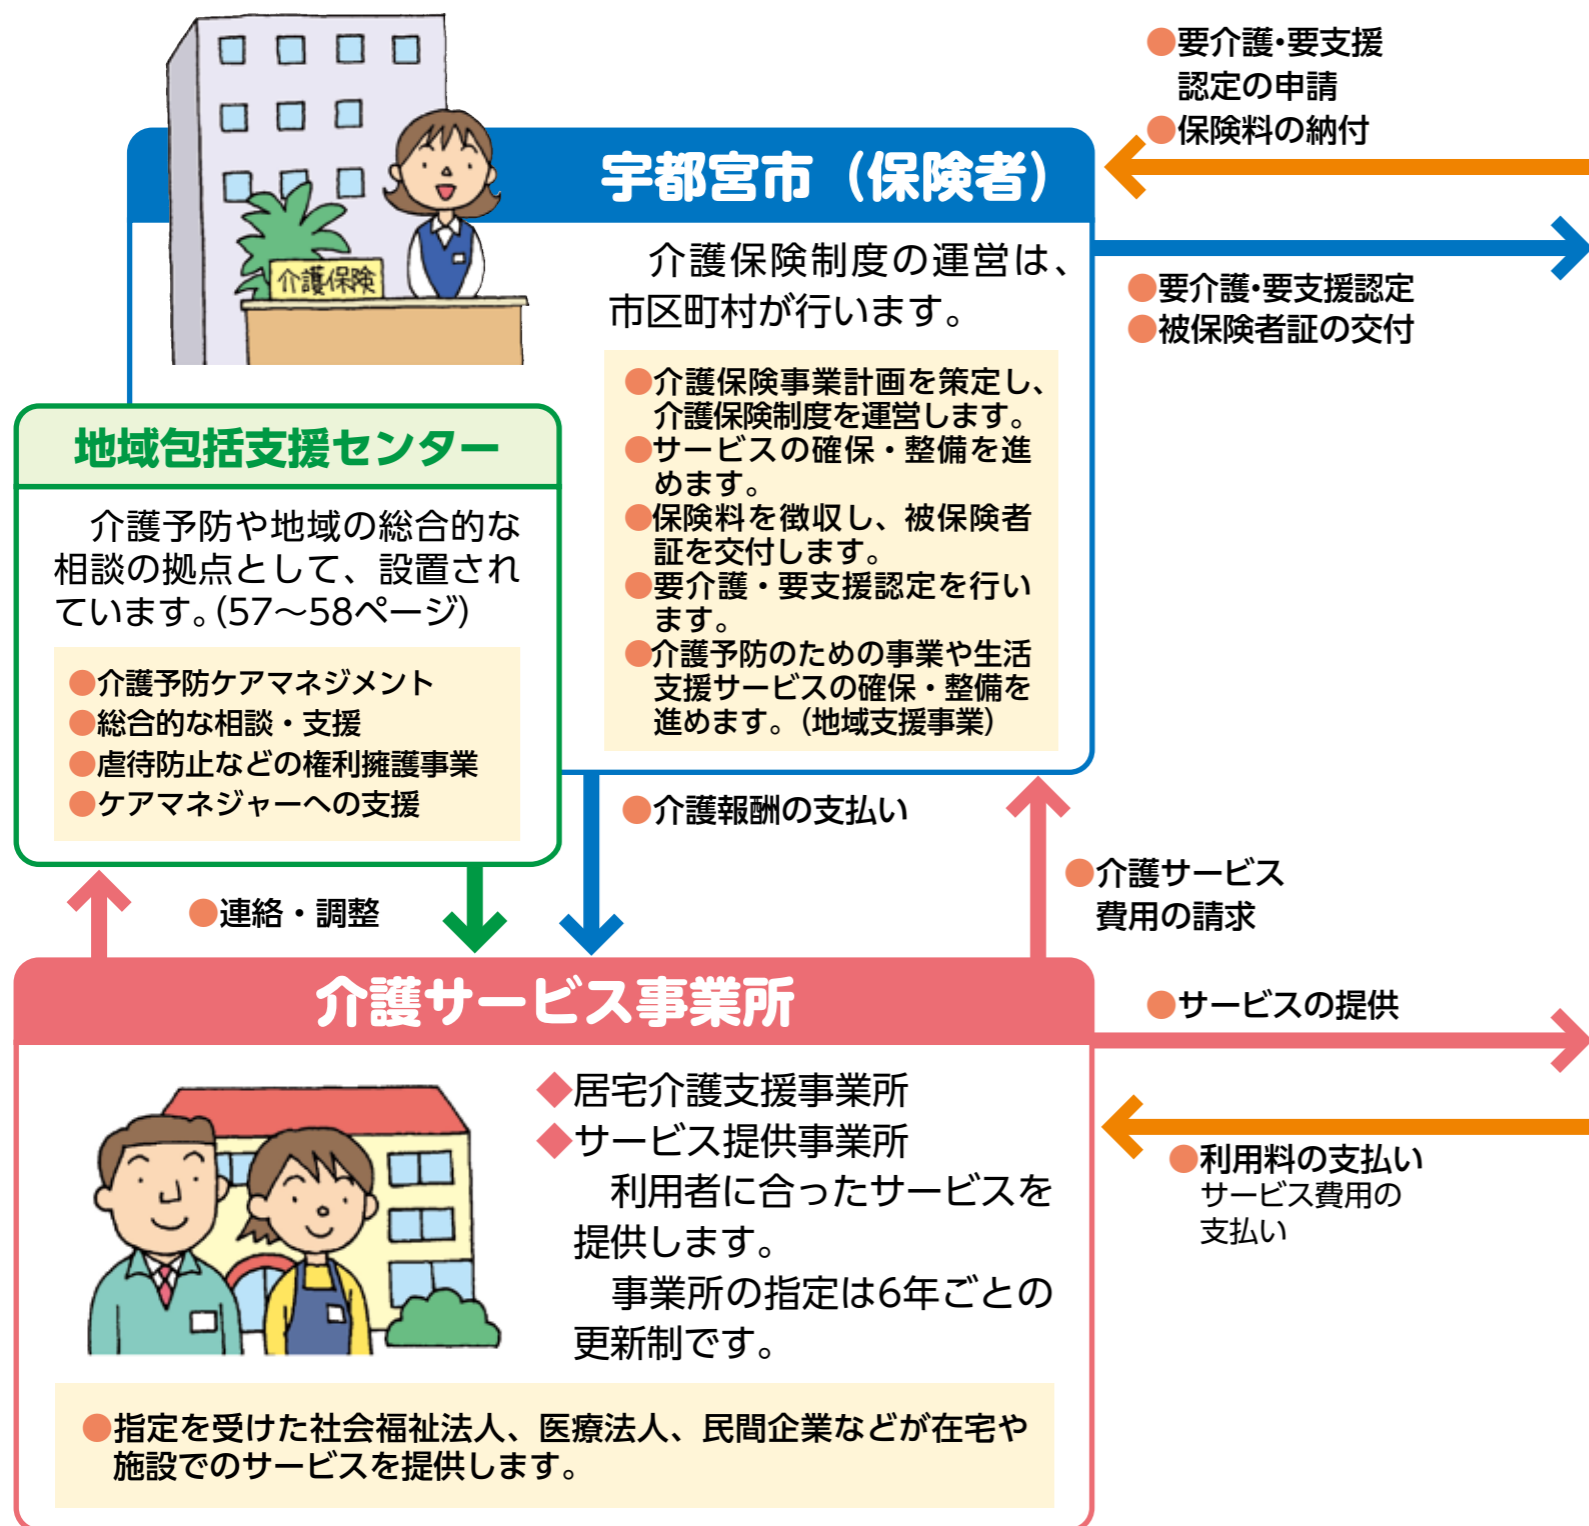 宇都宮市（保険者）
介護保険
介護保険制度の運営は、
市区町村が行います。
●介護保険事業計画を策定し、
介護保険制度を運営します。
●サービスの確保・整備を進
めます。
●保険料を徴収し、被保険者
証を交付します。
●要介護・要支援認定を行い
ます。
●介護予防のための事業や生活
支援サービスの確保・整備を
進めます。（地域支援事業）
●要介護・要支援
認定の申請
●保険料の納付
●要介護・要支援認定
●被保険者証の交付
地域包括支援センター
介護予防や地域の総合的な
相談の拠点として、設置され
ています。（57～58ページ）
●介護予防ケアマネジメント
●総合的な相談・支援
●虐待防止などの権利擁護事業
●ケアマネジャーへの支援
●連絡・調整
●介護報酬の支払い
●介護サービス
費用の請求
介護サービス事業所
◆居宅介護支援事業所
◆サービス提供事業所
利用者に合ったサービスを
提供します。
事業所の指定は6年ごとの
更新制です。
●指定を受けた社会福祉法人、医療法人、民間企業などが在宅や
施設でのサービスを提供します。
●サービスの提供
●利用料の支払い
サービス費用の
支払い